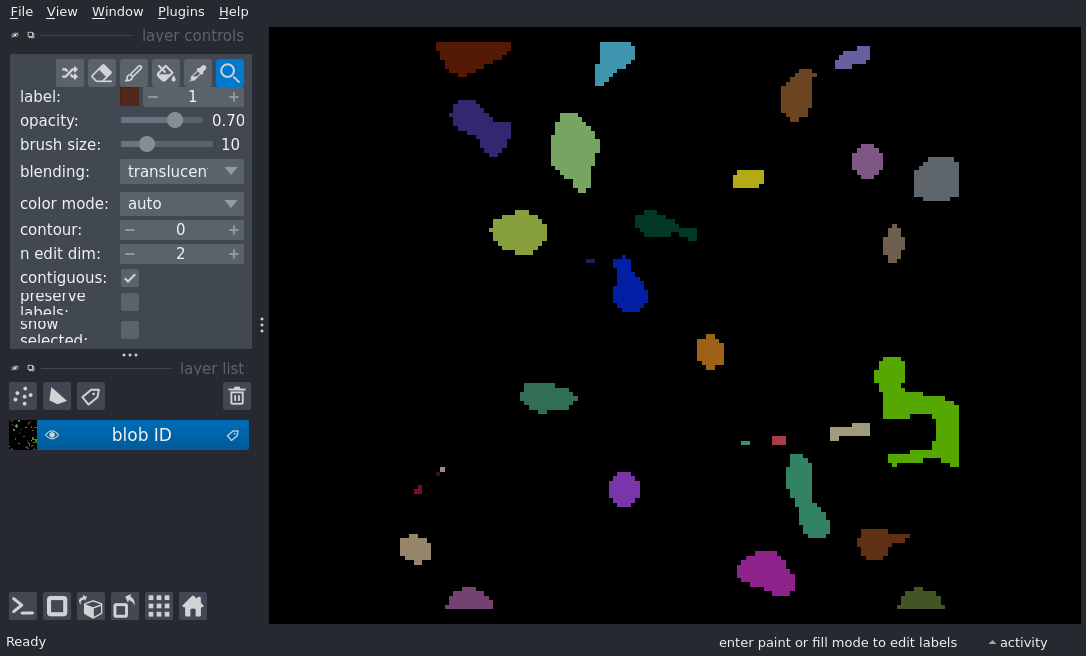 File View Window Plugins Help
layer controls
label: 1
opacity: 0.70
brush size: 10
blending: translucen
color mode: auto
contour: 0
n edit dim: 2
contiguous:
preserve
labels:
show
selected:
layer list
blob ID
Ready
enter paint or fill mode to edit labels
activity